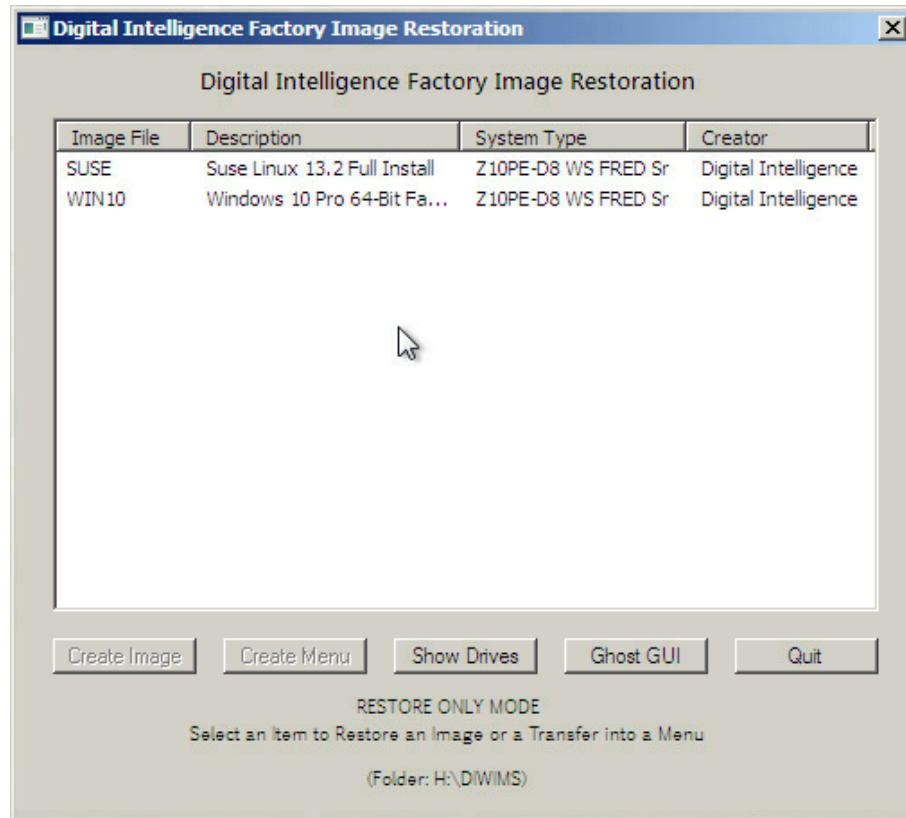 Digital Intelligence Factory Image Restoration
Digital Intelligence Factory Image Restoration
Image File Description System Type Creator
SUSE Suse Linux 13.2 Full Install Z10PE-D8 WS FRED Sr Digital Intelligence
WIN10 Windows 10 Pro 64-Bit Fa... Z10PE-D8 WS FRED Sr Digital Intelligence
Create Image Create Menu Show Drives Ghost GUI Quit
RESTORE ONLY MODE
Select an Item to Restore an Image or a Transfer into a Menu
(Folder: H:\DIWIMS)